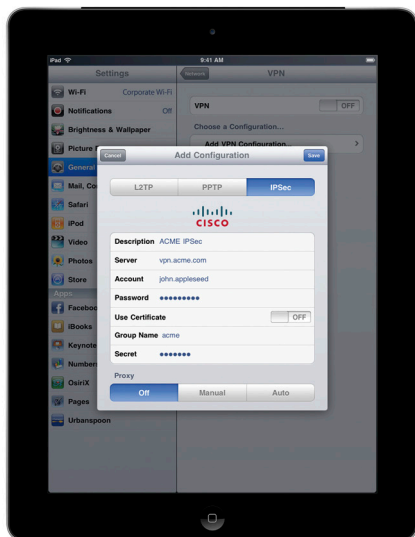 iPad 9:41 AM
Settings
Network
VPN
Wi-Fi Corporate Wi-Fi
Notifications Off
Brightness & Wallpaper
Picture
General
Mail, Co
Safari
iPod
Video
Photos
Store
Apps
Faceboo
iBooks
Keynote
Numbers
OsiriX
Pages
Urbanspoon
VPN OFF
Choose a Configuration...
Add VPN Configuration...
Cancel
Add Configuration
Save
L2TP PPTP IPSec
CISCO
Description ACME IPSec
Server vpn.acme.com
Account john.appleseed
Password •••••••••
Use Certificate OFF
Group Name acme
Secret •••••••
Proxy
Off Manual Auto